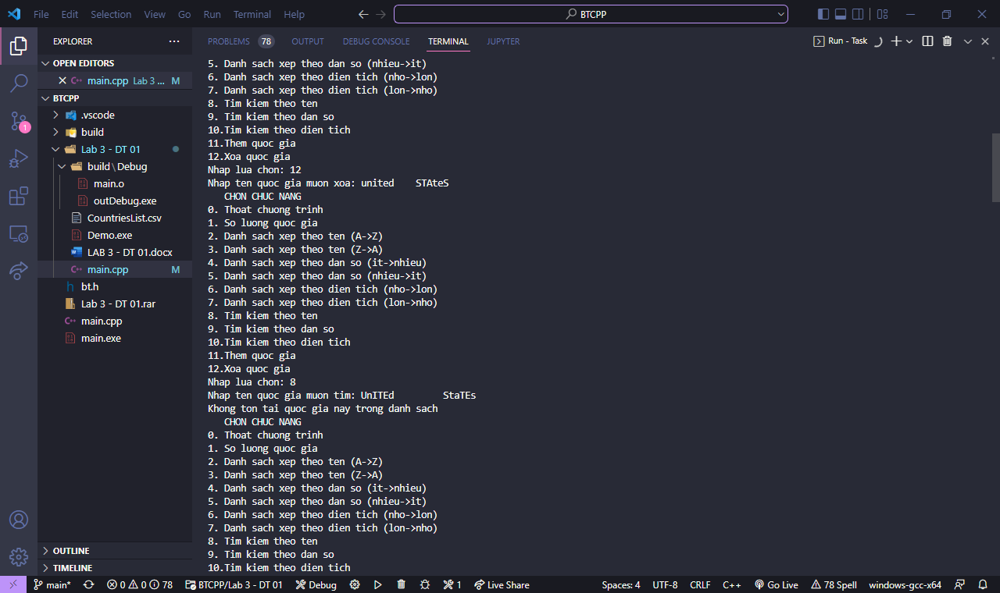 File Edit Selection View Go Run Terminal Help
BTCPP
EXPLORER
OPEN EDITORS
main.cpp Lab 3 ... M
BTCPP
.vscode
build
Lab 3 - DT 01
build\Debug
main.o
outDebug.exe
CountriesList.csv
Demo.exe
LAB 3 - DT 01.docx
main.cpp M
bt.h
Lab 3 - DT 01.rar
main.cpp
main.exe
OUTLINE
TIMELINE
1
PROBLEMS 78 OUTPUT DEBUG CONSOLE TERMINAL JUPYTER
Run - Task
5. Danh sach xep theo dan so (nhieu->it)
6. Danh sach xep theo dien tich (nho->lon)
7. Danh sach xep theo dien tich (lon->nho)
8. Tim kiem theo ten
9. Tim kiem theo dan so
10.Tim kiem theo dien tich
11.Them quoc gia
12.Xoa quoc gia
Nhap lua chon: 12
Nhap ten quoc gia muon xoa: united    STAteS
CHON CHUC NANG
0. Thoat chuong trinh
1. So luong quoc gia
2. Danh sach xep theo ten (A->Z)
3. Danh sach xep theo ten (Z->A)
4. Danh sach xep theo dan so (it->nhieu)
5. Danh sach xep theo dan so (nhieu->it)
6. Danh sach xep theo dien tich (nho->lon)
7. Danh sach xep theo dien tich (lon->nho)
8. Tim kiem theo ten
9. Tim kiem theo dan so
10.Tim kiem theo dien tich
11.Them quoc gia
12.Xoa quoc gia
Nhap lua chon: 8
Nhap ten quoc gia muon tim: UnITEd         StaTEs
Khong ton tai quoc gia nay trong danh sach
CHON CHUC NANG
0. Thoat chuong trinh
1. So luong quoc gia
2. Danh sach xep theo ten (A->Z)
3. Danh sach xep theo ten (Z->A)
4. Danh sach xep theo dan so (it->nhieu)
5. Danh sach xep theo dan so (nhieu->it)
6. Danh sach xep theo dien tich (nho->lon)
7. Danh sach xep theo dien tich (lon->nho)
8. Tim kiem theo ten
9. Tim kiem theo dan so
10.Tim kiem theo dien tich
main* 0 0 78 BTCPP/Lab 3 - DT 01 Debug 1 Live Share Spaces: 4 UTF-8 CRLF C++ Go Live 78 Spell windows-gcc-x64